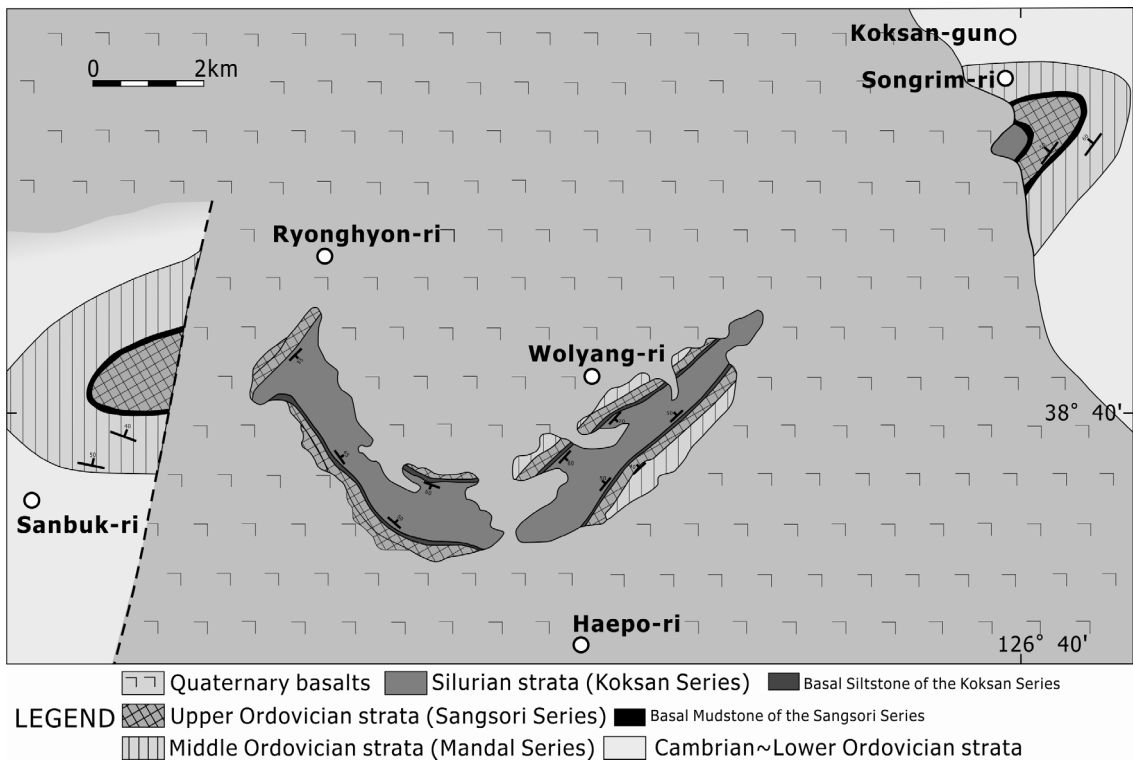 Koksan-gun
0 2km
Songrim-ri
Ryonghyon-ri
Wolyang-ri
38° 40'
Sanbuk-ri
Haepo-ri
126° 40'
Quaternary basalts Silurian strata (Koksan Series) Basal Siltstone of the Koksan Series
LEGEND Upper Ordovician strata (Sangsori Series) Basal Mudstone of the Sangsori Series
Middle Ordovician strata (Mandal Series) Cambrian~Lower Ordovician strata